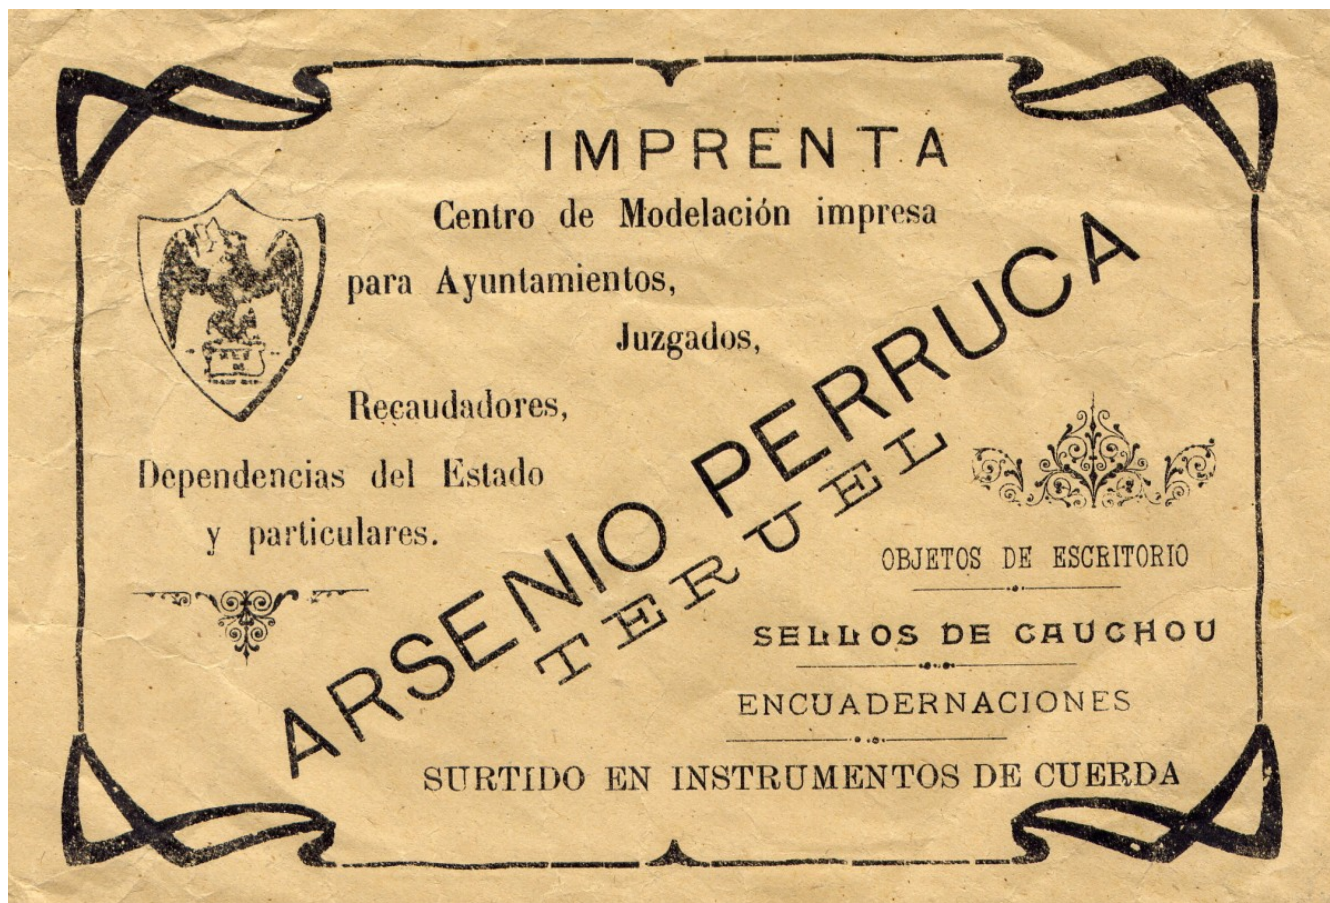 IMPRENTA
Centro de Modelación impresa
para Ayuntamientos,
Juzgados,
Recaudadores,
Dependencias del Estado
y particulares.
ARSENIO PERRUCA
TERUEL
OBJETOS DE ESCRITORIO
SELLOS DE CAUCHOU
ENCUADERNACIONES
SURTIDO EN INSTRUMENTOS DE CUERDA